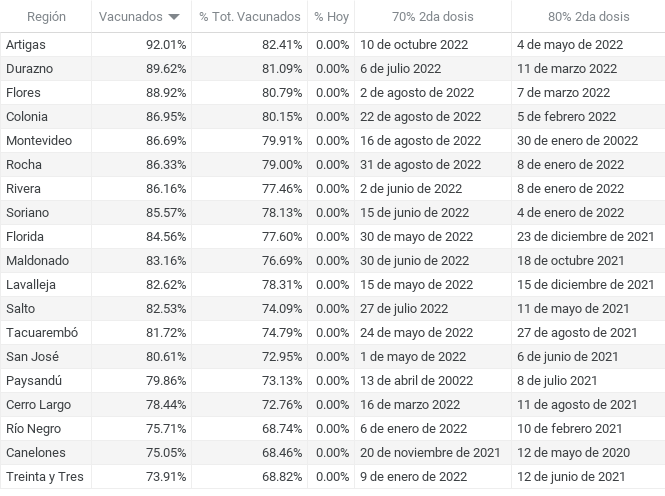 Región Vacunados % Tot. Vacunados % Hoy 70% 2da dosis 80% 2da dosis
Artigas 92.01% 82.41% 0.00% 10 de octubre 2022 4 de mayo de 2022
Durazno 89.62% 81.09% 0.00% 6 de julio 2022 11 de marzo 2022
Flores 88.92% 80.79% 0.00% 2 de agosto de 2022 7 de marzo 2022
Colonia 86.95% 80.15% 0.00% 22 de agosto de 2022 5 de febrero 2022
Montevideo 86.69% 79.91% 0.00% 16 de agosto de 2022 30 de enero de 20022
Rocha 86.33% 79.00% 0.00% 31 de agosto de 2022 8 de enero de 2022
Rivera 86.16% 77.46% 0.00% 2 de junio de 2022 8 de enero de 2022
Soriano 85.57% 78.13% 0.00% 15 de junio de 2022 4 de enero de 2022
Florida 84.56% 77.60% 0.00% 30 de mayo de 2022 23 de diciembre de 2021
Maldonado 83.16% 76.69% 0.00% 30 de junio de 2022 18 de octubre 2021
Lavalleja 82.62% 78.31% 0.00% 15 de mayo de 2022 15 de diciembre de 2021
Salto 82.53% 74.09% 0.00% 27 de julio 2022 11 de mayo de 2021
Tacuarembó 81.72% 74.79% 0.00% 24 de mayo de 2022 27 de agosto de 2021
San José 80.61% 72.95% 0.00% 1 de mayo de 2022 6 de junio de 2021
Paysandú 79.86% 73.13% 0.00% 13 de abril de 20022 8 de julio 2021
Cerro Largo 78.44% 72.76% 0.00% 16 de marzo 2022 11 de agosto de 2021
Río Negro 75.71% 68.74% 0.00% 6 de enero de 2022 10 de febrero 2021
Canelones 75.05% 68.46% 0.00% 20 de noviembre de 2021 12 de mayo de 2020
Treinta y Tres 73.91% 68.82% 0.00% 9 de enero de 2022 12 de junio de 2021